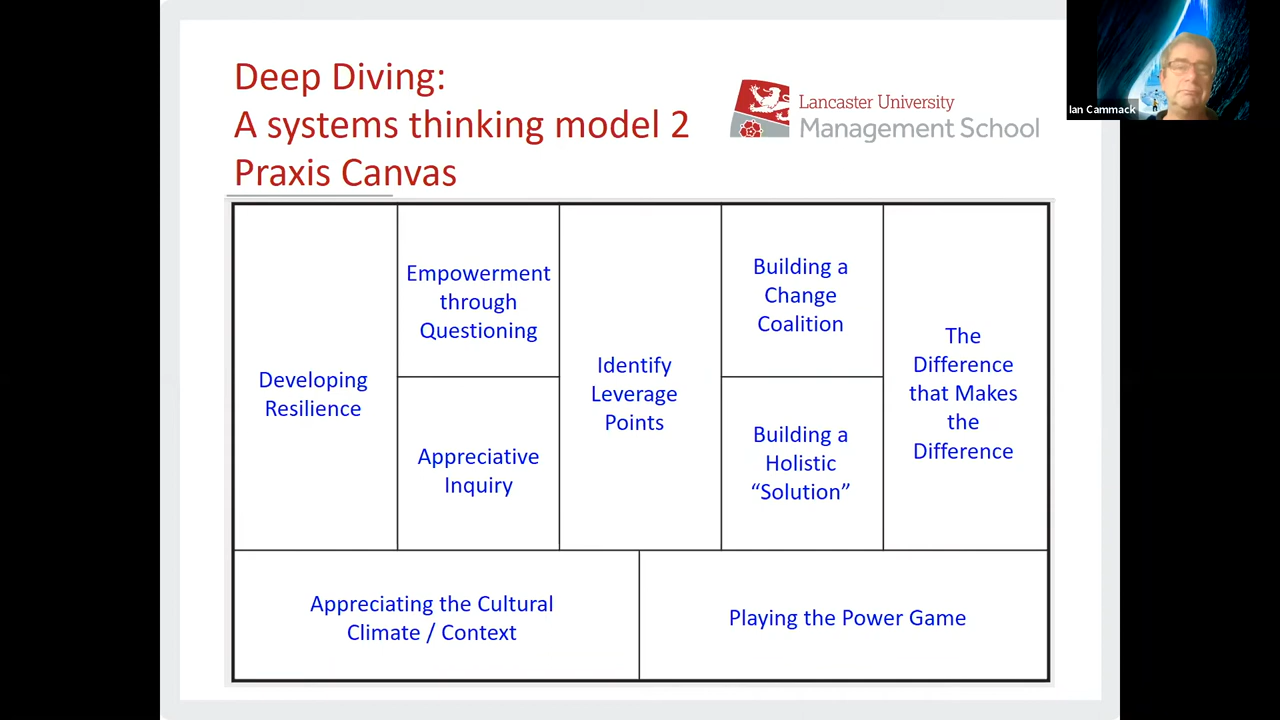 Deep Diving:
A systems thinking model 2
Praxis Canvas
Lancaster University
Management School
Ian Cammack
Developing
Resilience
Empowerment
through
Questioning
Appreciative
Inquiry
Identify
Leverage
Points
Building a
Change
Coalition
Building a
Holistic
“Solution”
The
Difference
that Makes
the
Difference
Appreciating the Cultural
Climate / Context
Playing the Power Game